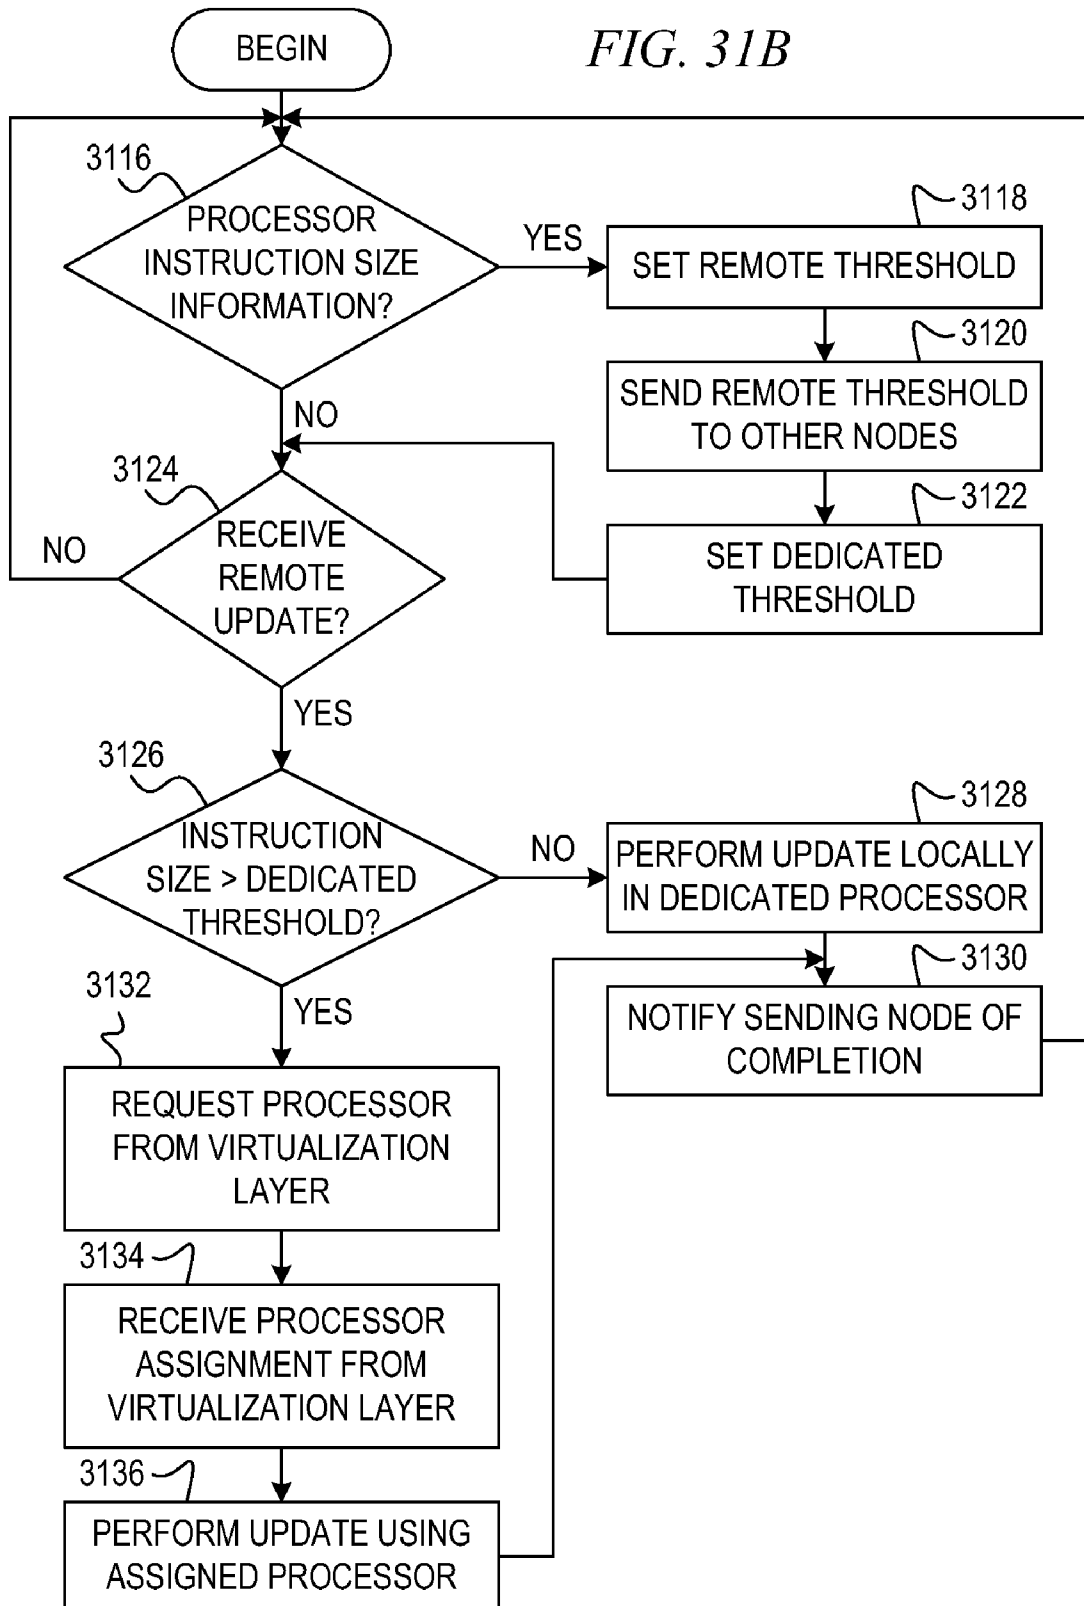 BEGIN
FIG. 31B
3116
PROCESSOR
INSTRUCTION SIZE
INFORMATION?
YES
3118
SET REMOTE THRESHOLD
3120
SEND REMOTE THRESHOLD
TO OTHER NODES
3122
SET DEDICATED
THRESHOLD
NO
3124
RECEIVE
REMOTE
UPDATE?
NO
YES
3126
INSTRUCTION
SIZE > DEDICATED
THRESHOLD?
NO
3128
PERFORM UPDATE LOCALLY
IN DEDICATED PROCESSOR
3130
NOTIFY SENDING NODE OF
COMPLETION
YES
3132
REQUEST PROCESSOR
FROM VIRTUALIZATION
LAYER
3134
RECEIVE PROCESSOR
ASSIGNMENT FROM
VIRTUALIZATION LAYER
3136
PERFORM UPDATE USING
ASSIGNED PROCESSOR